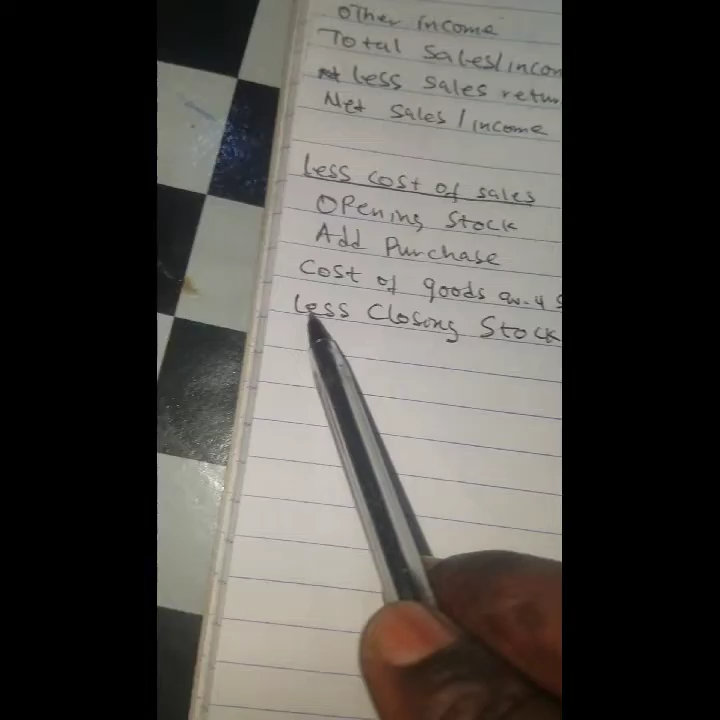 Other income
Total Sales/incom
Less sales retur
Net sales / income
Less cost of sales
Opening Stock
Add Purchase
Cost of goods
Less Closing Stock